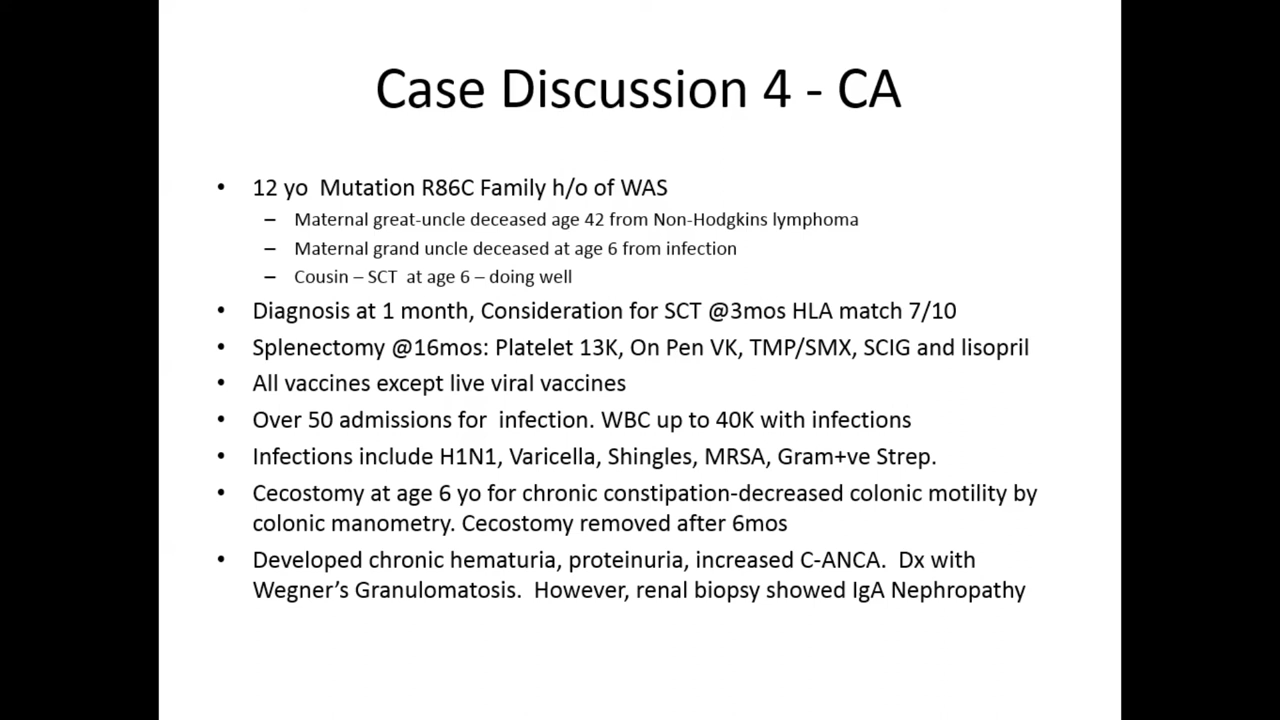 Case Discussion 4 - CA
• 12 yo Mutation R86C Family h/o of WAS
– Maternal great-uncle deceased age 42 from Non-Hodgkins lymphoma
– Maternal grand uncle deceased at age 6 from infection
– Cousin – SCT at age 6 – doing well
• Diagnosis at 1 month, Consideration for SCT @3mos HLA match 7/10
• Splenectomy @16mos: Platelet 13K, On Pen VK, TMP/SMX, SCIG and lisopril
• All vaccines except live viral vaccines
• Over 50 admissions for infection. WBC up to 40K with infections
• Infections include H1N1, Varicella, Shingles, MRSA, Gram+ve Strep.
• Cecostomy at age 6 yo for chronic constipation-decreased colonic motility by
colonic manometry. Cecostomy removed after 6mos
• Developed chronic hematuria, proteinuria, increased C-ANCA. Dx with
Wegner’s Granulomatosis. However, renal biopsy showed IgA Nephropathy